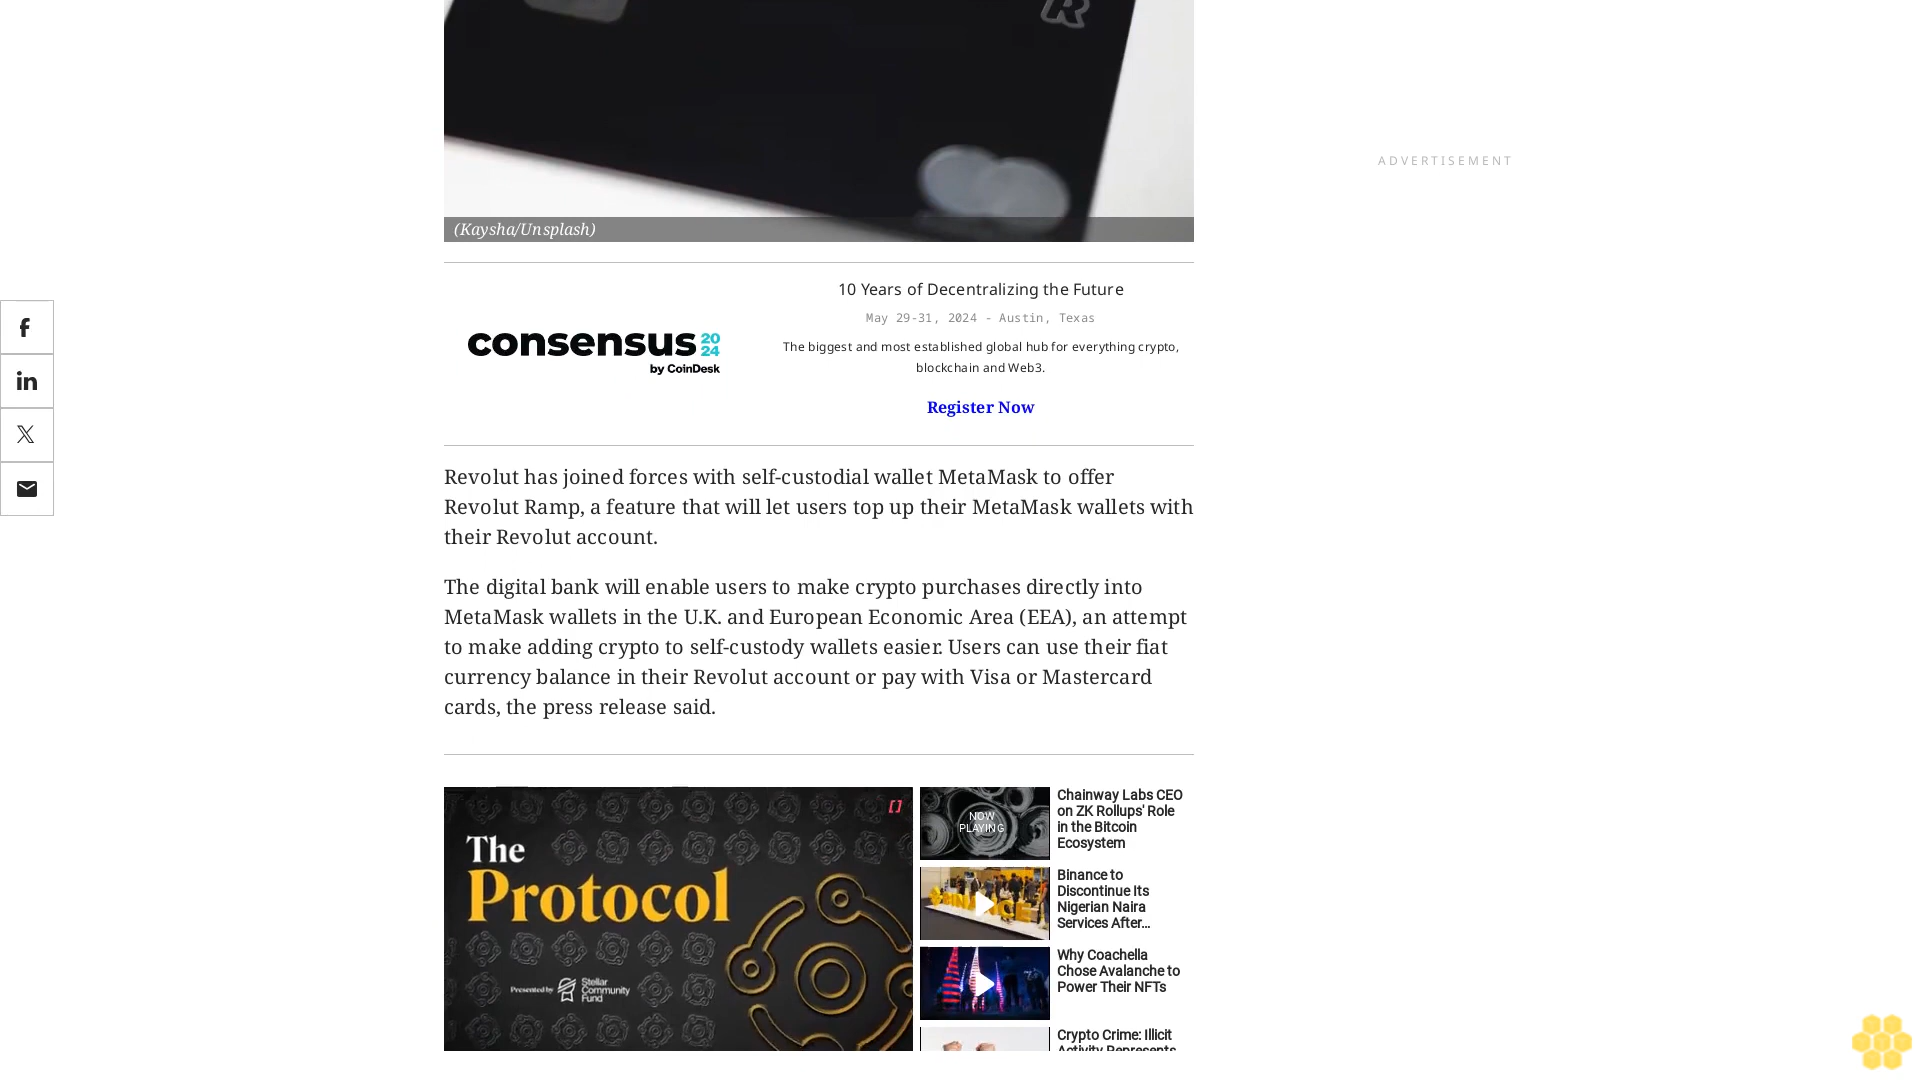 R
(Kaysha/Unsplash)
ADVERTISEMENT
10 Years of Decentralizing the Future
May 29-31, 2024 - Austin, Texas
consensus 2024
by CoinDesk
The biggest and most established global hub for everything crypto,
blockchain and Web3.
Register Now
Revolut has joined forces with self-custodial wallet MetaMask to offer
Revolut Ramp, a feature that will let users top up their MetaMask wallets with
their Revolut account.
The digital bank will enable users to make crypto purchases directly into
MetaMask wallets in the U.K. and European Economic Area (EEA), an attempt
to make adding crypto to self-custody wallets easier. Users can use their fiat
currency balance in their Revolut account or pay with Visa or Mastercard
cards, the press release said.
The
Protocol
Presented by Stellar
Community
Fund
NOW
PLAYING
Chainway Labs CEO
on ZK Rollups' Role
in the Bitcoin
Ecosystem
BINANCE
Binance to
Discontinue Its
Nigerian Naira
Services After...
Why Coachella
Chose Avalanche to
Power Their NFTs
Crypto Crime: Illicit
Activity Represents